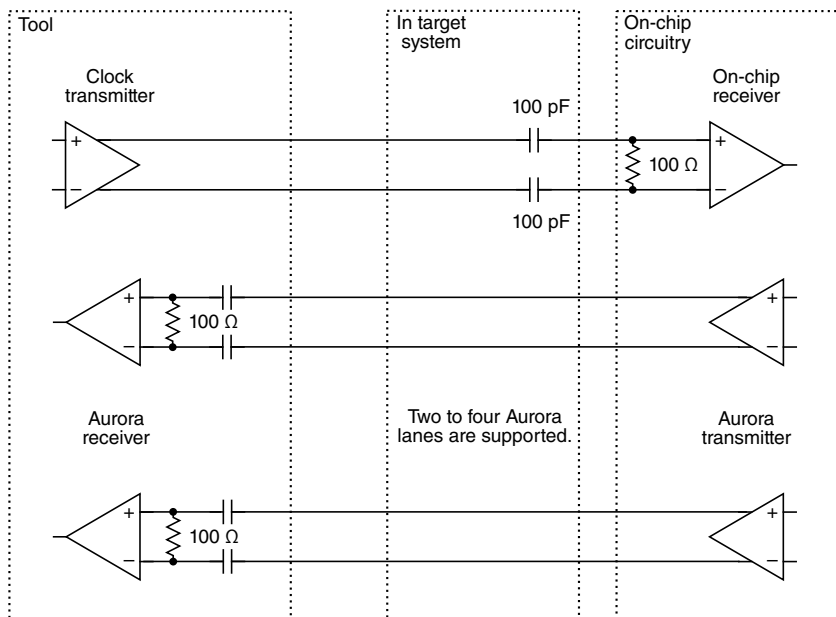 Tool
In target
system
On-chip
circuitry
Clock
transmitter
100 pF
On-chip
receiver
+
+
100 Ω
−
−
100 pF
+
+
100 Ω
−
−
Aurora
receiver
Two to four Aurora
lanes are supported.
Aurora
transmitter
+
+
100 Ω
−
−